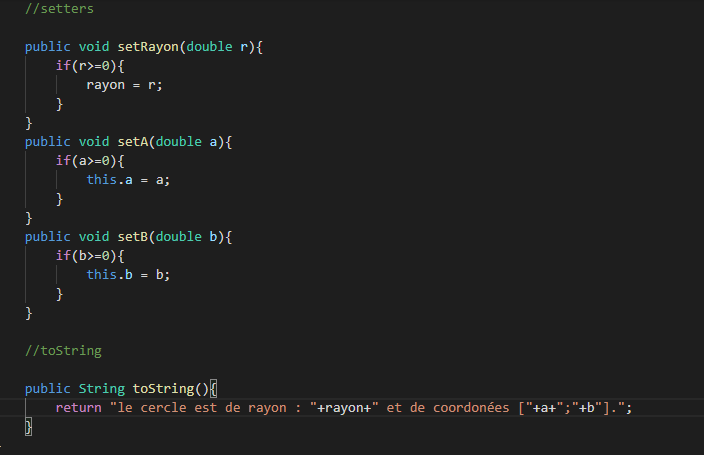 //setters
public void setRayon(double r){
if(r>=0){
rayon = r;
}
}
public void setA(double a){
if(a>=0){
this.a = a;
}
}
public void setB(double b){
if(b>=0){
this.b = b;
}
}
//toString
public String toString(){
return "le cercle est de rayon : "+rayon+" et de coordonées ["+a+";"+b"].";
}